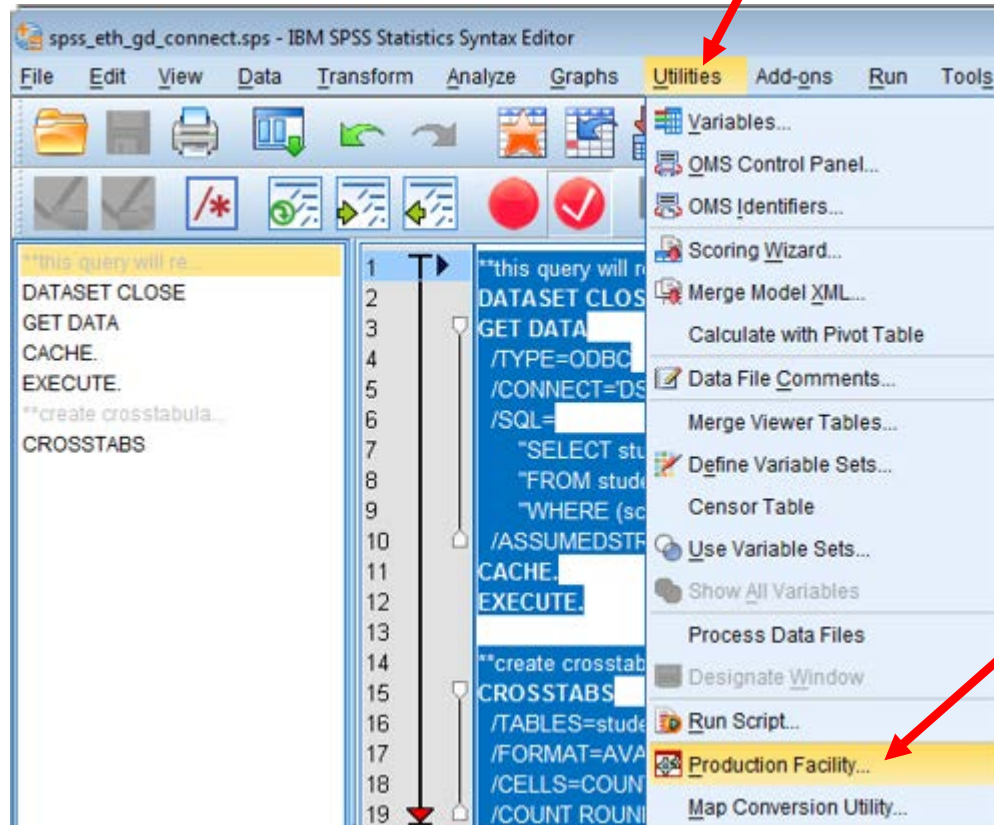 spss_eth_gd_connect.sps - IBM SPSS Statistics Syntax Editor
File Edit View Data Transform Analyze Graphs Utilities Add-ons Run Tools
/*
**this query will re...
DATASET CLOSE
GET DATA
CACHE.
EXECUTE.
**create crosstabula...
CROSSTABS
1 **this query will
2 DATASET CLOS
3 GET DATA
4 /TYPE=ODBC
5 /CONNECT='DS
6 /SQL=
7 "SELECT stu
8 "FROM stude
9 "WHERE (sc
10 /ASSUMEDSTR
11 CACHE.
12 EXECUTE.
13
14 **create crosstab
15 CROSSTABS
16 /TABLES=stude
17 /FORMAT=AVA
18 /CELLS=COUN
19 /COUNT ROUN
Variables...
OMS Control Panel...
OMS Identifiers...
Scoring Wizard...
Merge Model XML...
Calculate with Pivot Table
Data File Comments...
Merge Viewer Tables...
Define Variable Sets...
Censor Table
Use Variable Sets...
Show All Variables
Process Data Files
Designate Window
Run Script...
Production Facility...
Map Conversion Utility...